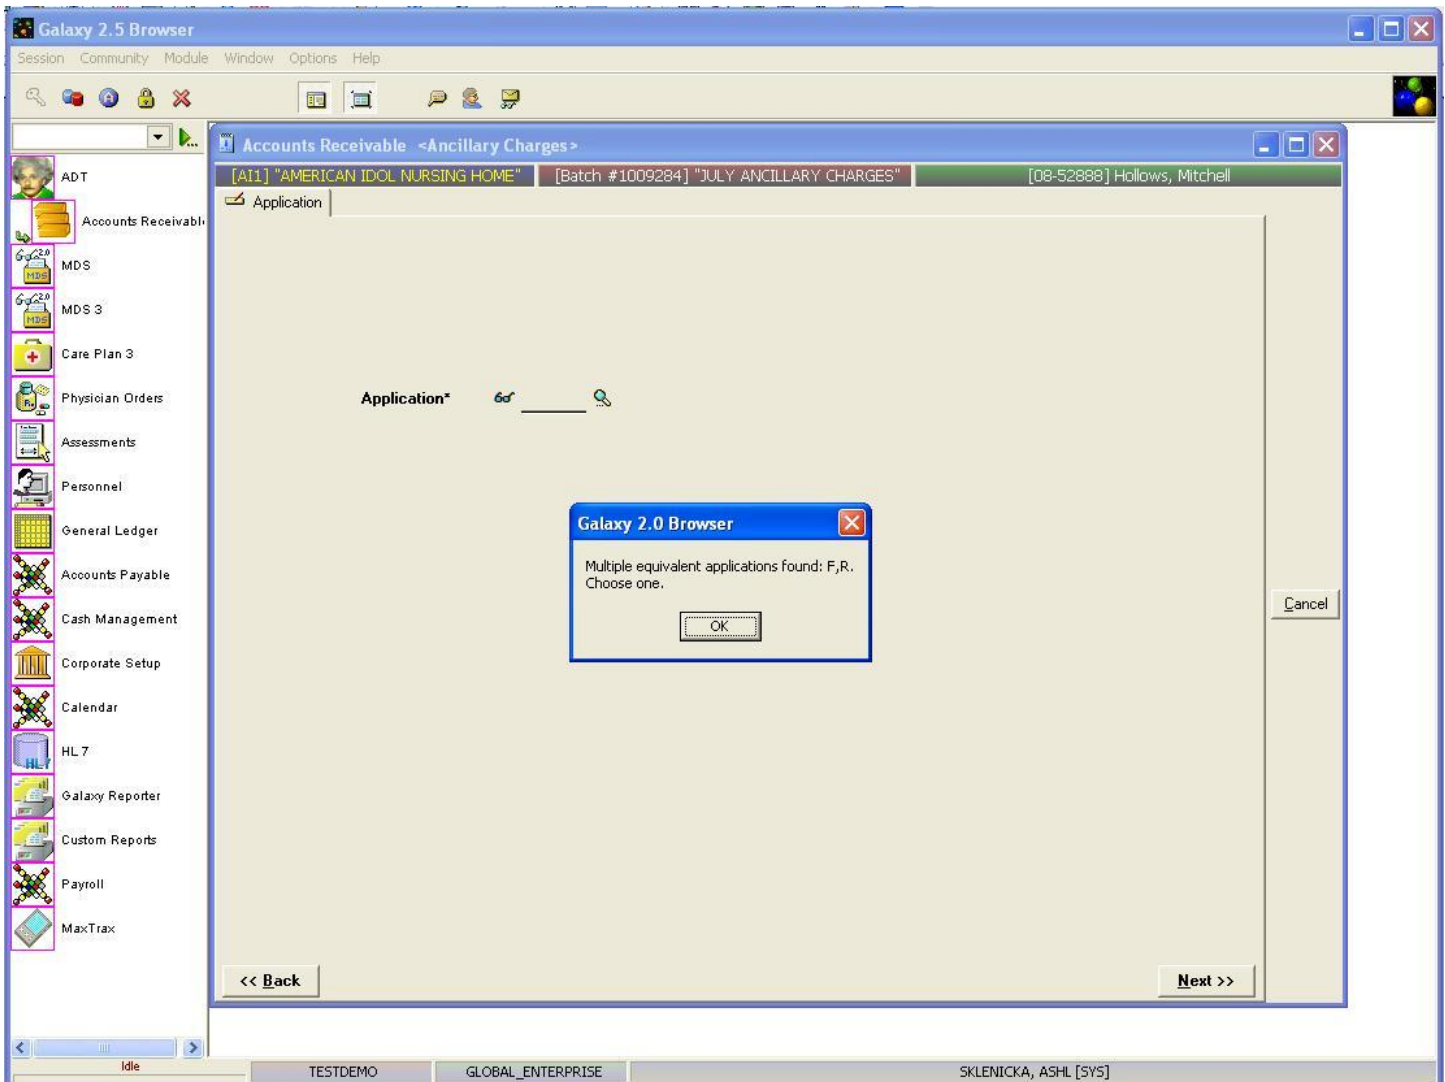 Galaxy 2.5 Browser
Session Community Module Window Options Help
Accounts Receivable <Ancillary Charges>
[AI1] "AMERICAN IDOL NURSING HOME" [Batch #1009284] "JULY ANCILLARY CHARGES" [08-52888] Hollows, Mitchell
Application
ADT
Accounts Receivabl
MDS
MDS 3
Care Plan 3
Physician Orders
Assessments
Personnel
General Ledger
Accounts Payable
Cash Management
Corporate Setup
Calendar
HL 7
Galaxy Reporter
Custom Reports
Payroll
MaxTrax
Application*
Galaxy 2.0 Browser
Multiple equivalent applications found: F,R.
Choose one.
OK
Cancel
<< Back
Next >>
Idle TESTDEMO GLOBAL_ENTERPRISE SKLENICKA, ASHL [SYS]